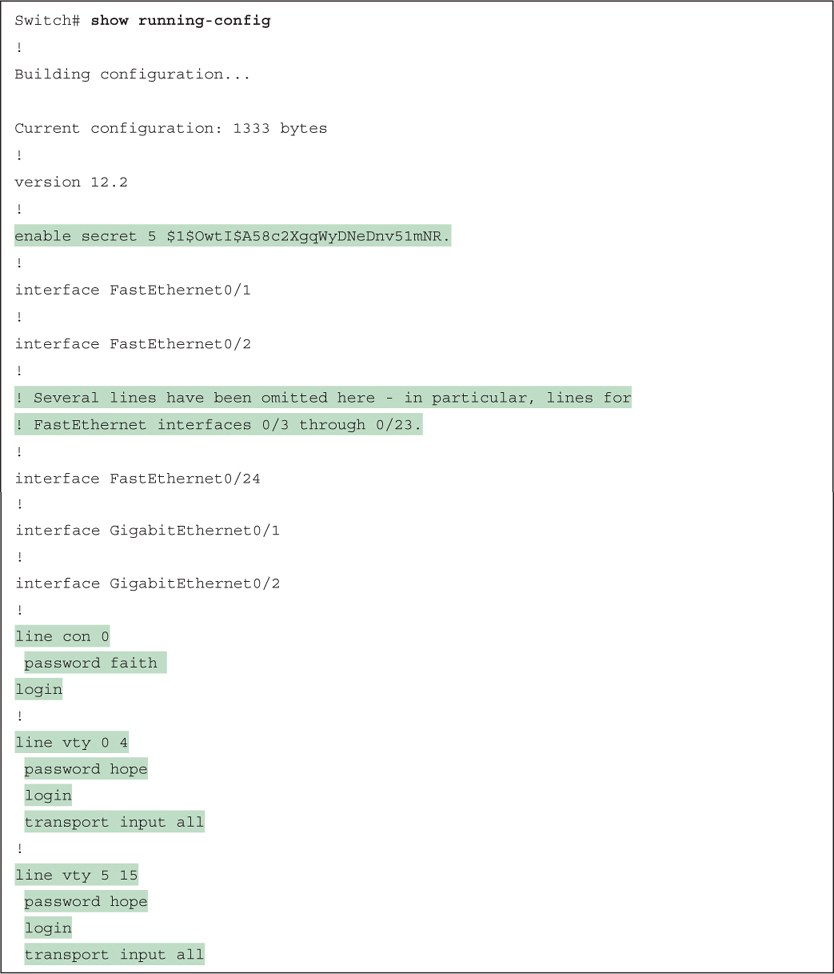 Switch# show running-config
!
Building configuration...
Current configuration: 1333 bytes
!
version 12.2
!
enable secret 5 $1$OwtI$A58c2XgqWyDNeDnv51mNR.
!
interface FastEthernet0/1
!
interface FastEthernet0/2
!
! Several lines have been omitted here - in particular, lines for
! FastEthernet interfaces 0/3 through 0/23.
!
interface FastEthernet0/24
!
interface GigabitEthernet0/1
!
interface GigabitEthernet0/2
!
line con 0
 password faith
login
!
line vty 0 4
 password hope
 login
 transport input all
!
line vty 5 15
 password hope
 login
 transport input all